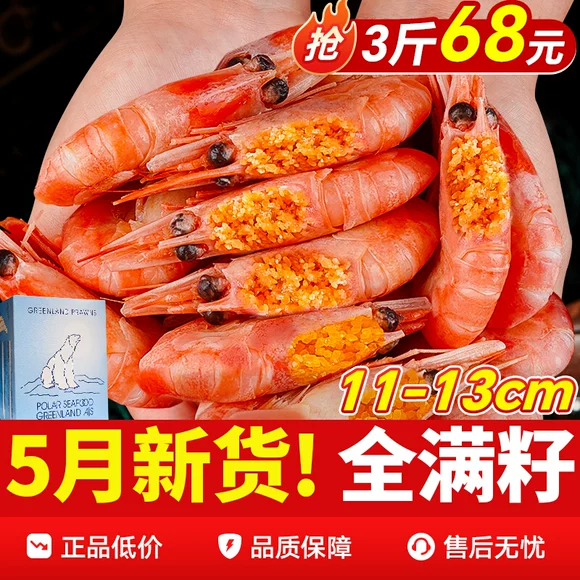 抢 3斤68元
GREENLAND PRAWNS
POLAR SEAFOOD
GREENLAND A/S
11-13cm
5月新货! 全满籽
正品低价 品质保障 售后无忧